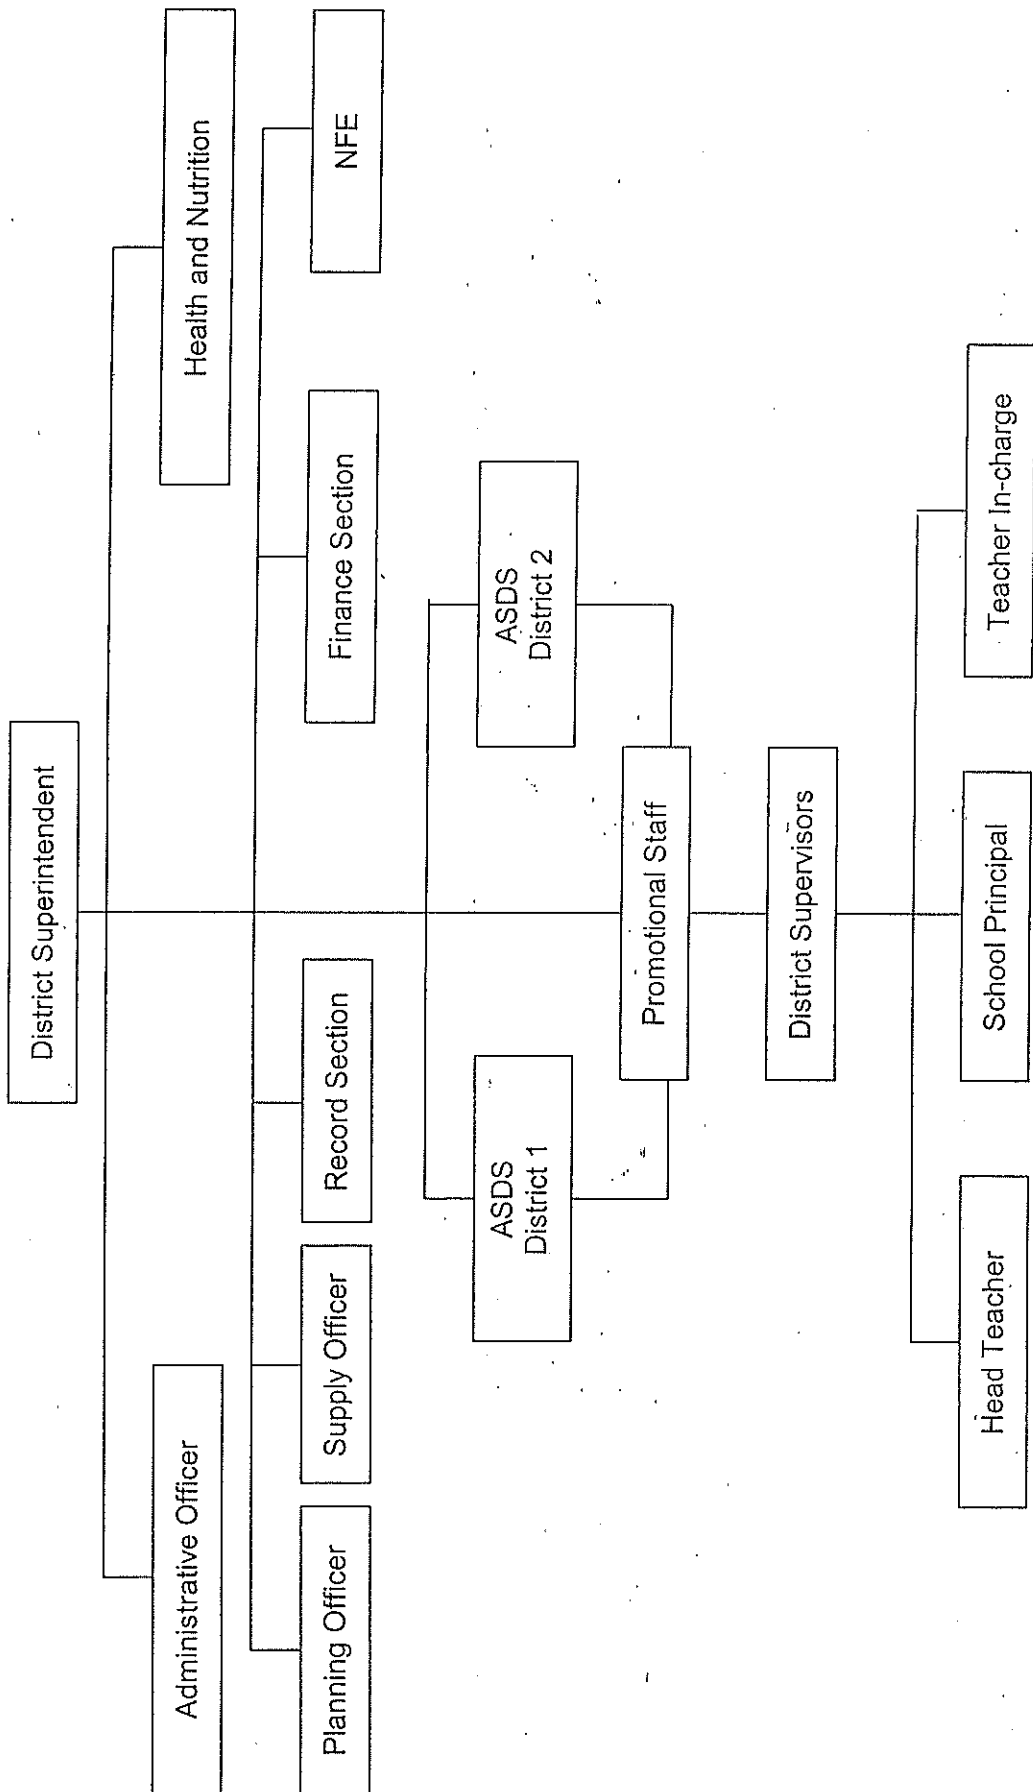 District Superintendent
Administrative Officer
Health and Nutrition
Planning Officer
Supply Officer
Record Section
Finance Section
NFE
ASDS
District 1
ASDS
District 2
Promotional Staff
District Supervisors
Head Teacher
School Principal
Teacher In-charge